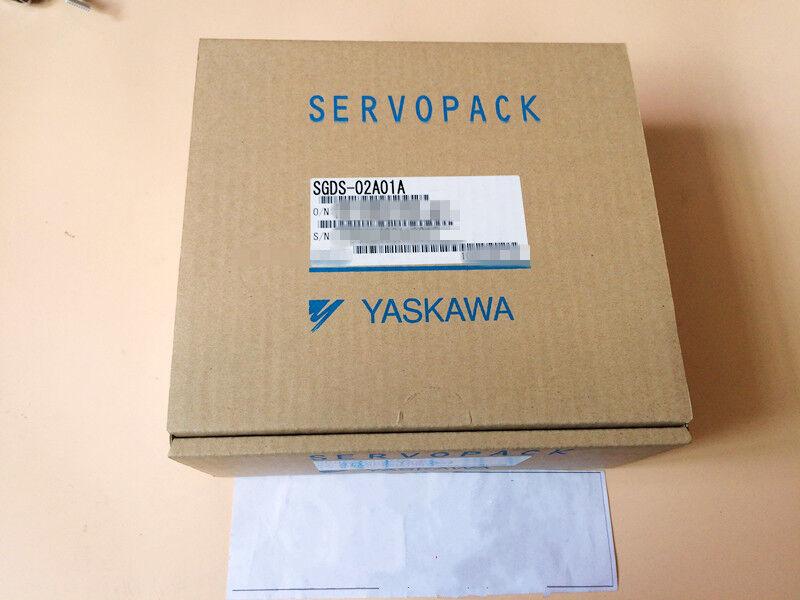 SERVOPACK
SGDS-02A01A
O/N
S/N
YASKAWA
SERVOPACK